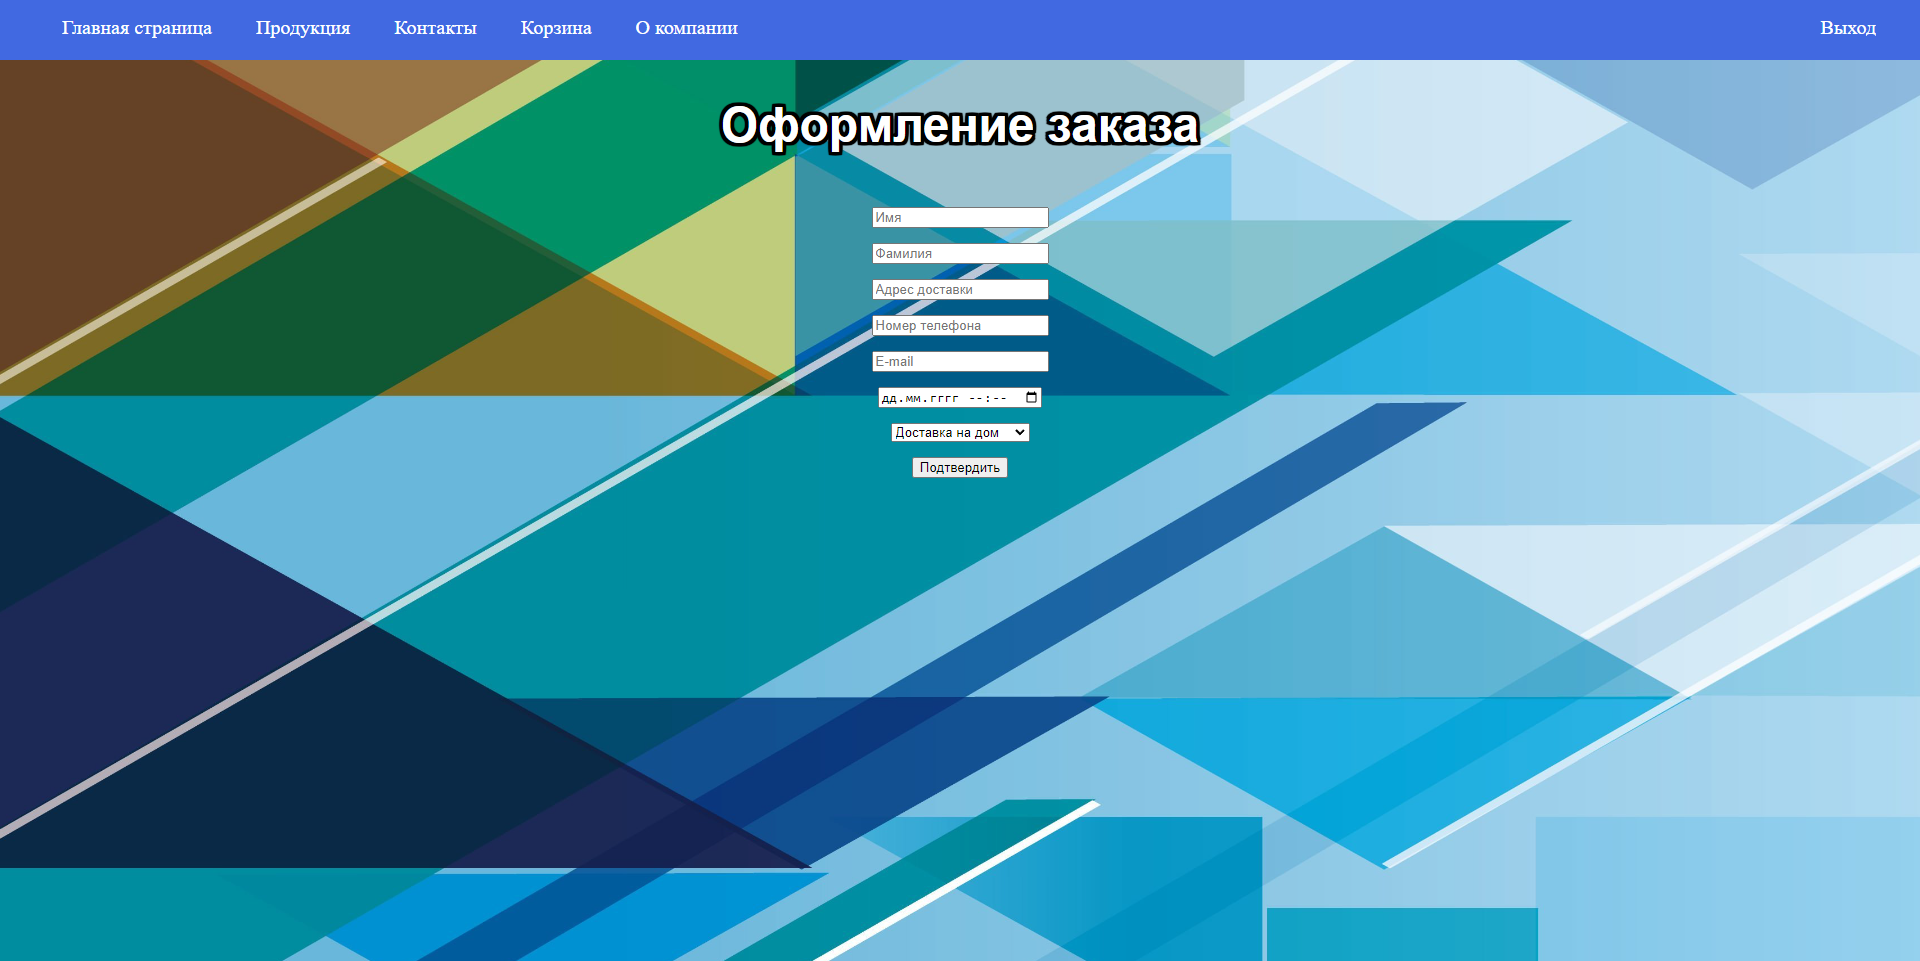 Главная страница Продукция Контакты Корзина О компании Выход
Оформление заказа
Имя
Фамилия
Адрес доставки
Номер телефона
E-mail
дд.мм.гггг --:--
Доставка на дом
Подтвердить